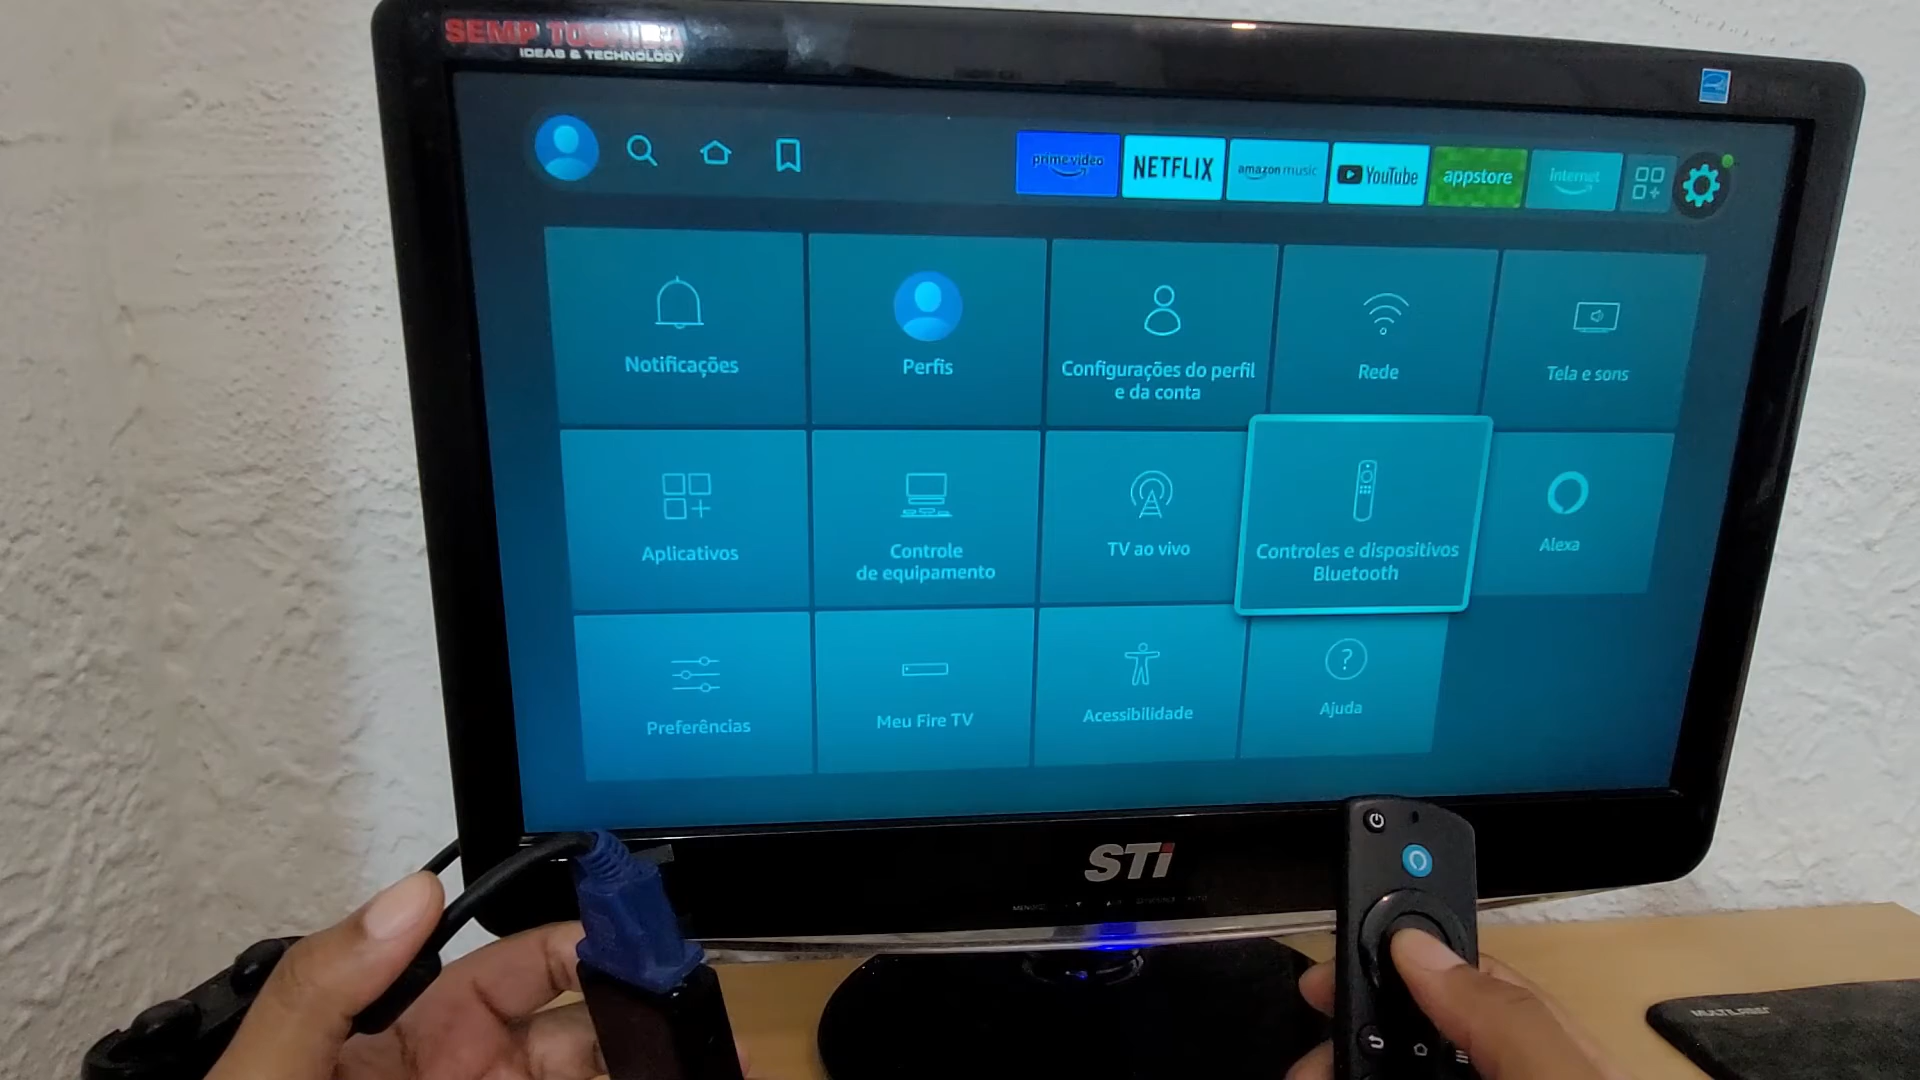 SEMP TOSHIBA
IDEAS & TECHNOLOGY
prime video
NETFLIX
amazon music
YouTube
appstore
internet
Notificações
Perfis
Configurações do perfil
e da conta
Rede
Tela e sons
Aplicativos
Controle
de equipamento
TV ao vivo
Controles e dispositivos
Bluetooth
Alexa
Preferências
Meu Fire TV
Acessibilidade
?
Ajuda
STi
MULTILASER